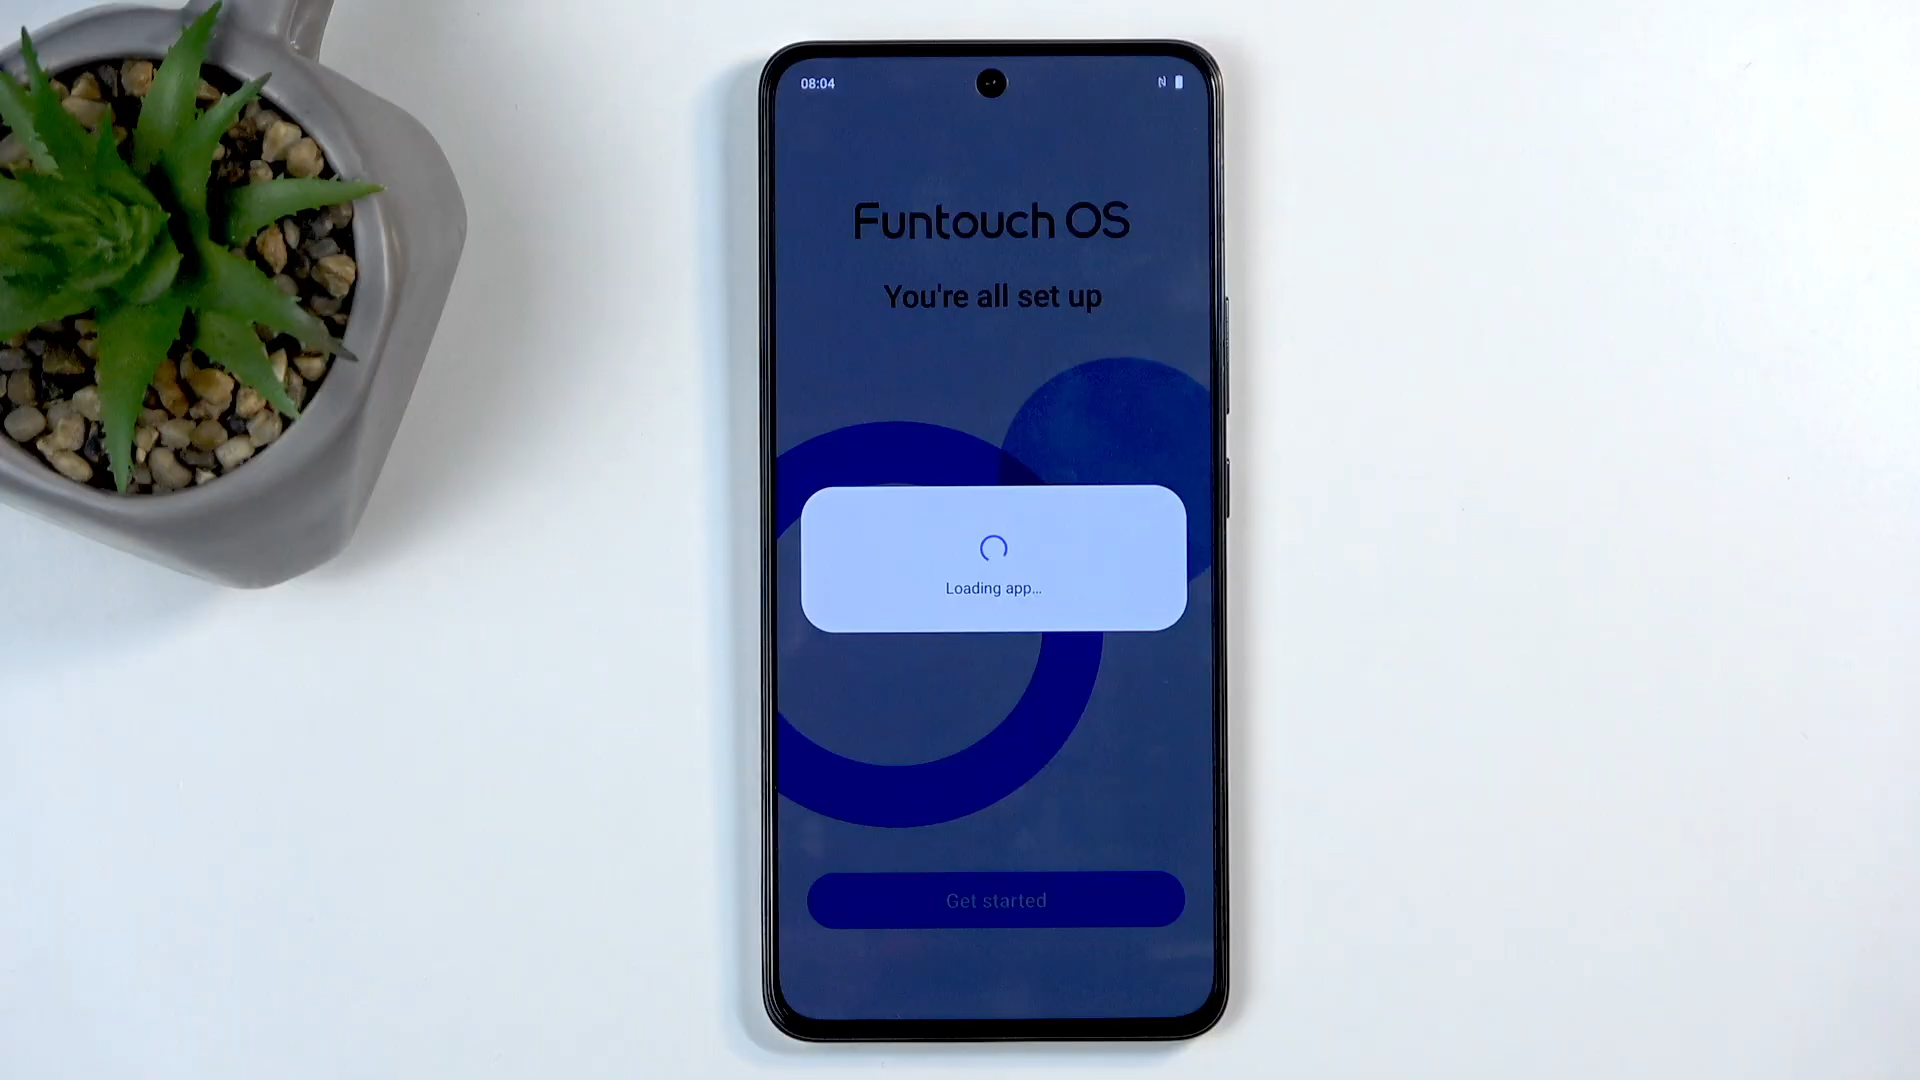 08:04
Funtouch OS
You're all set up
Loading app...
Get started